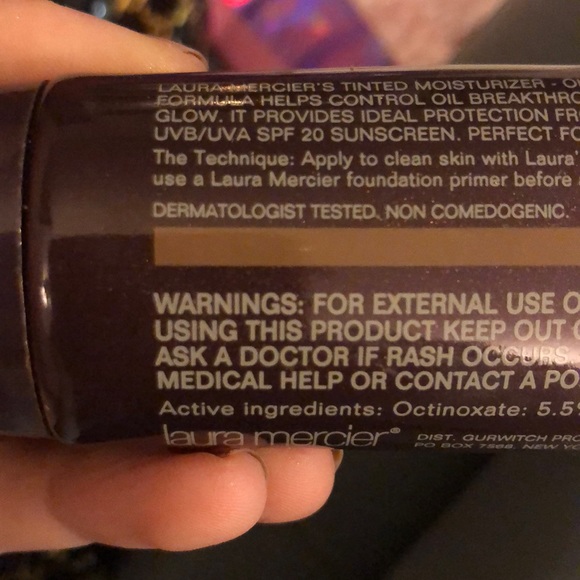 LAURA MERCIER'S TINTED MOISTURIZER - O
FORMULA HELPS CONTROL OIL BREAKTHRO
GLOW. IT PROVIDES IDEAL PROTECTION FR
UVB/UVA SPF 20 SUNSCREEN. PERFECT FO
The Technique: Apply to clean skin with Laura'
use a Laura Mercier foundation primer before
DERMATOLOGIST TESTED. NON COMEDOGENIC.
WARNINGS: FOR EXTERNAL USE O
USING THIS PRODUCT KEEP OUT O
ASK A DOCTOR IF RASH OCCURS.
MEDICAL HELP OR CONTACT A PO
Active ingredients: Octinoxate: 5.5%
laura mercier®
DIST. GURWITCH PRO
PO BOX 7568, NEW YO